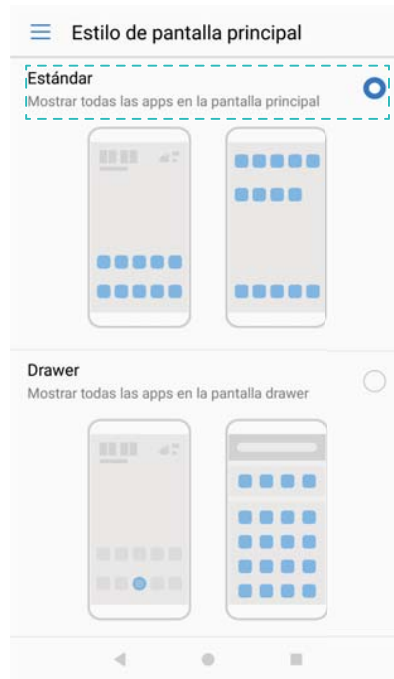 Estilo de pantalla principal
Estándar
Mostrar todas las apps en la pantalla principal
Drawer
Mostrar todas las apps en la pantalla drawer